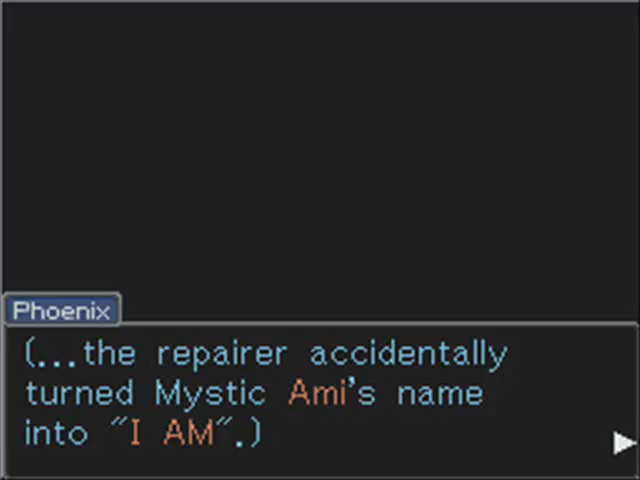 Phoenix
(...the repairer accidentally
turned Mystic Ami's name
into "I AM".)